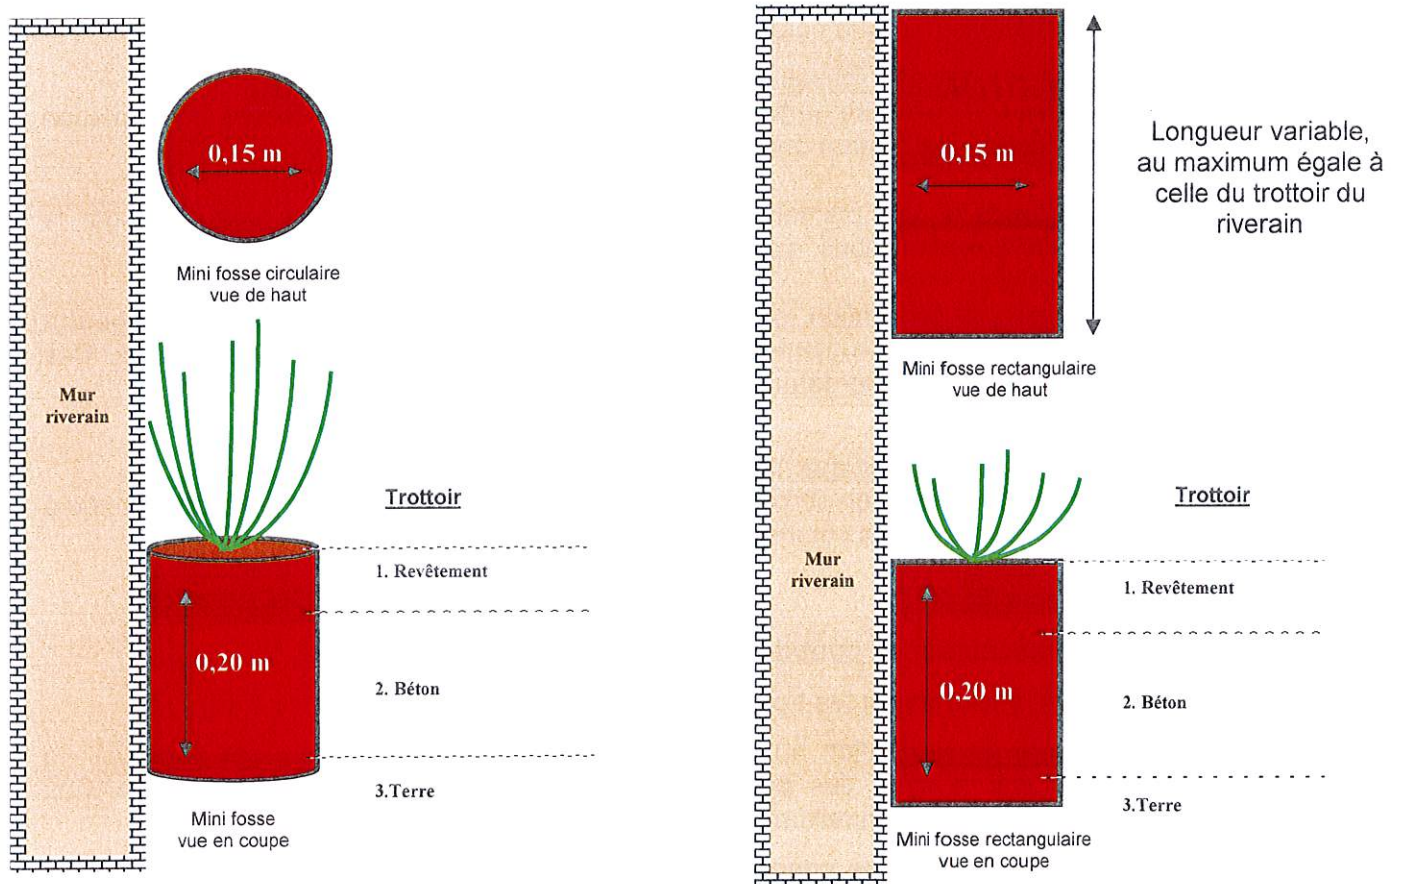 0,15 m
Mini fosse circulaire
vue de haut
Mur
riverain
Trottoir
1. Revêtement
0,20 m
2. Béton
3.Terre
Mini fosse
vue en coupe
0,15 m
Longueur variable,
au maximum égale à
celle du trottoir du
riverain
Mini fosse rectangulaire
vue de haut
Trottoir
Mur
riverain
1. Revêtement
0,20 m
2. Béton
3.Terre
Mini fosse rectangulaire
vue en coupe